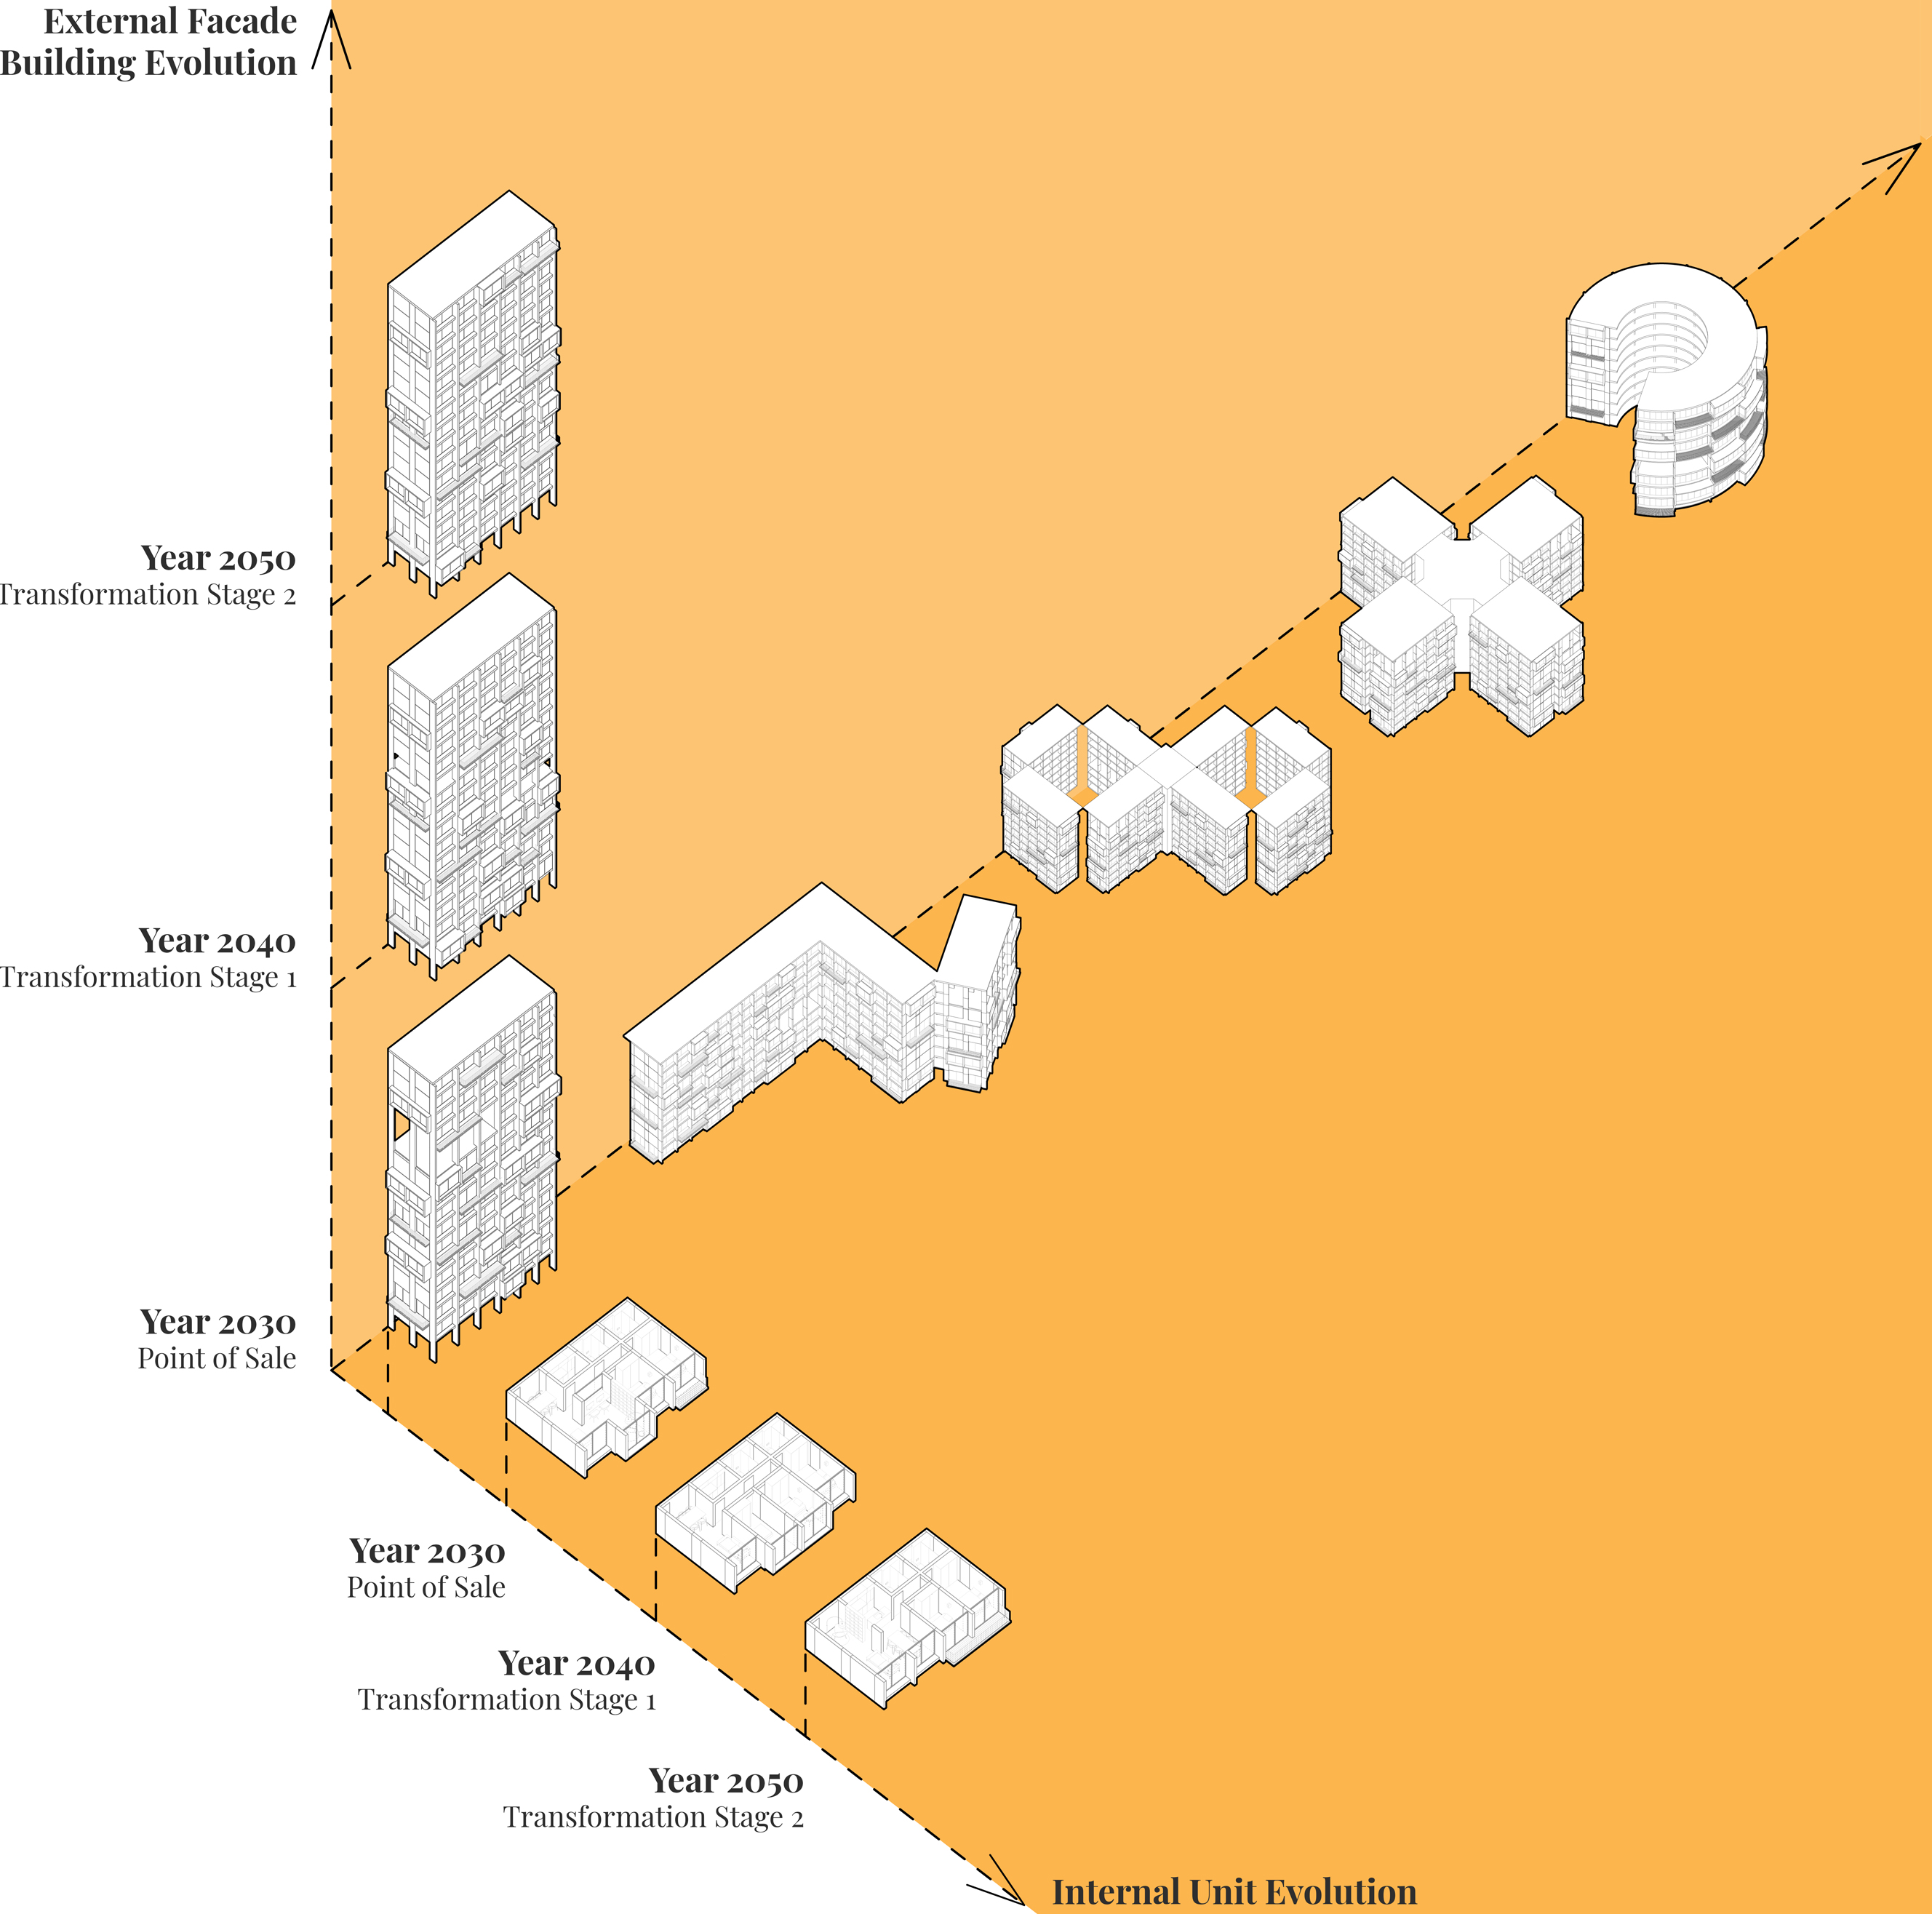 External Facade
Building Evolution
Year 2050
Transformation Stage 2
Year 2040
Transformation Stage 1
Year 2030
Point of Sale
Year 2030
Point of Sale
Year 2040
Transformation Stage 1
Year 2050
Transformation Stage 2
Internal Unit Evolution